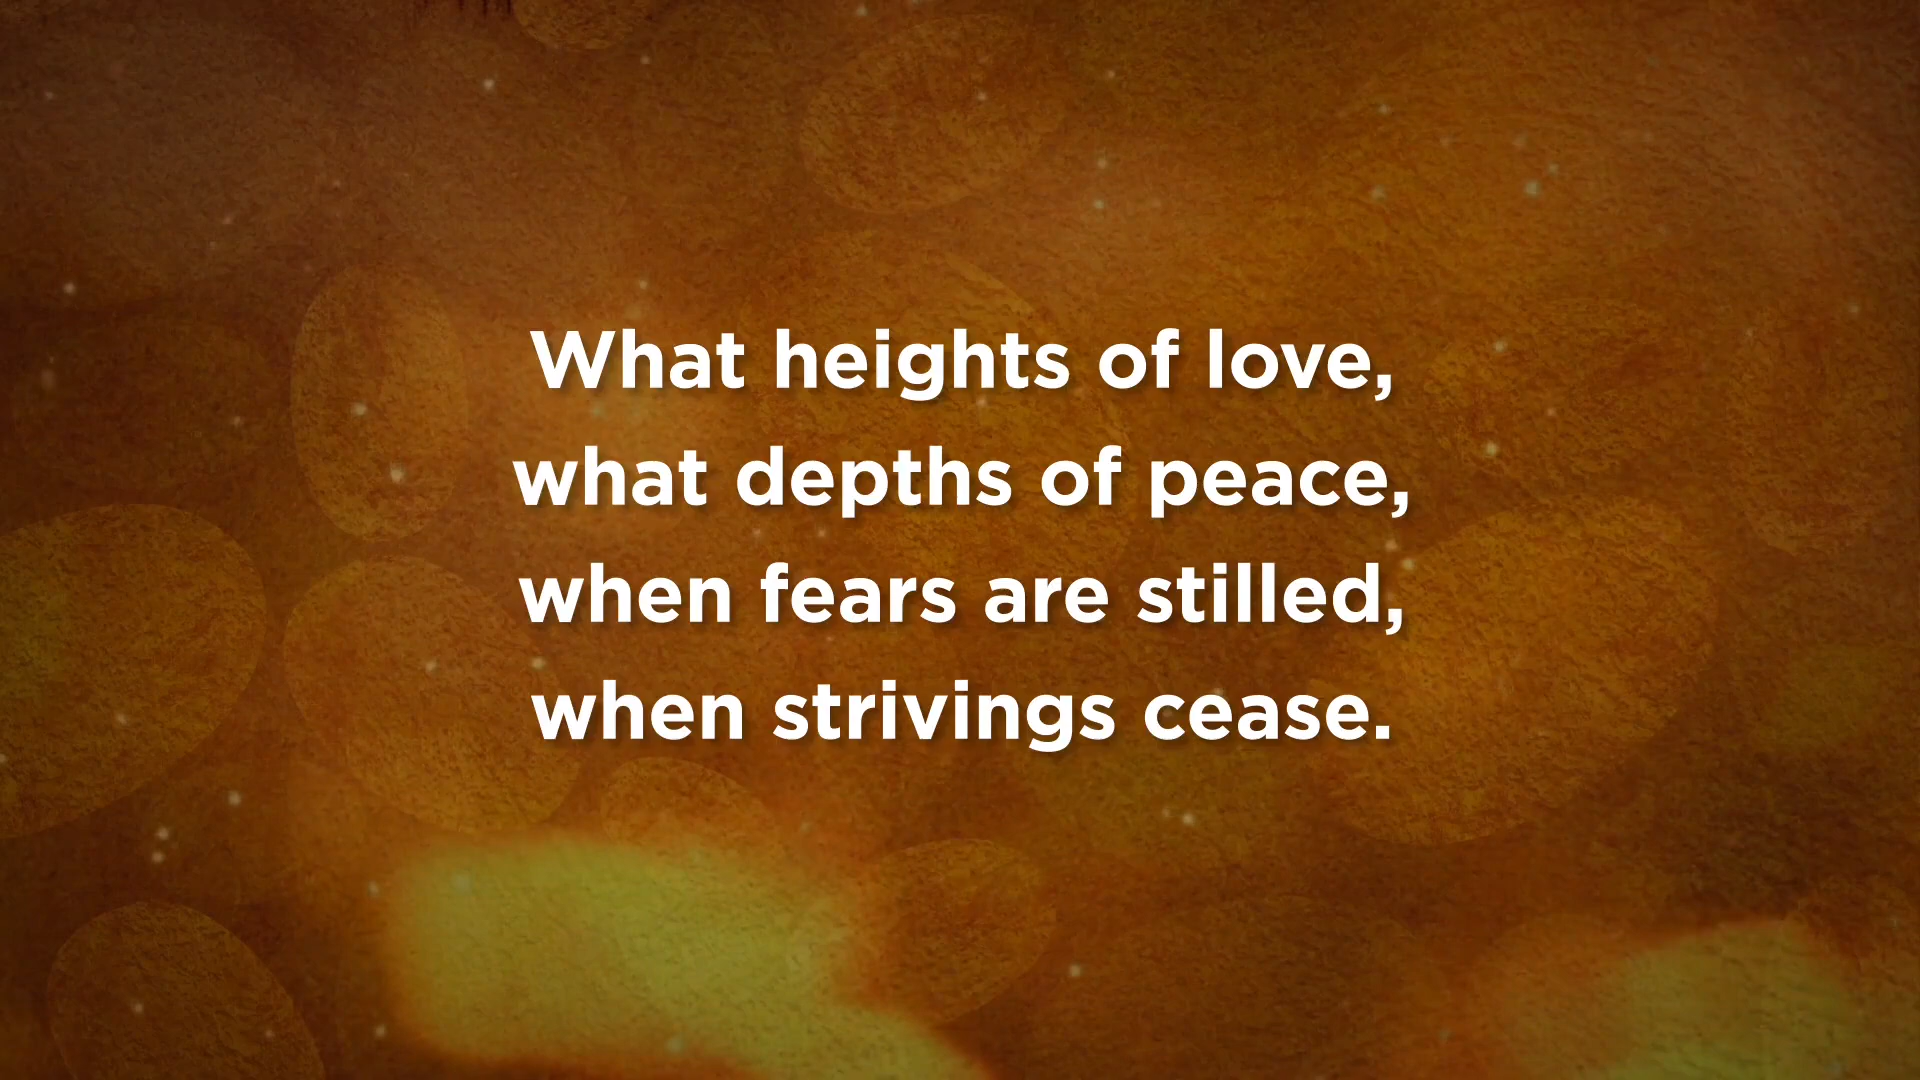 What heights of love,
what depths of peace,
when fears are stilled,
when strivings cease.